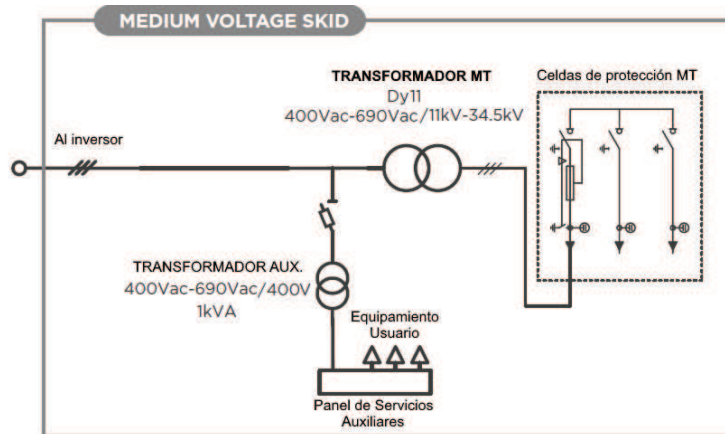 MEDIUM VOLTAGE SKID
TRANSFORMADOR MT
Dy11
400Vac-690Vac/11kV-34.5kV
Celdas de protección MT
Al inversor
TRANSFORMADOR AUX.
400Vac-690Vac/400V
1kVA
Equipamiento
Usuario
Panel de Servicios
Auxiliares